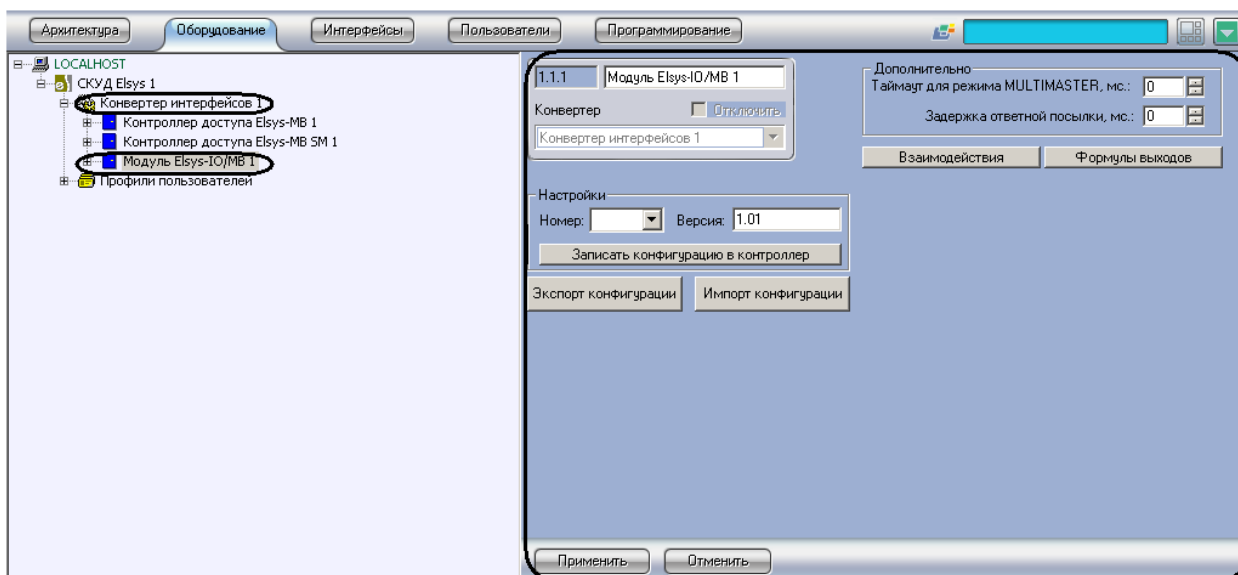 Архитектура Оборудование Интерфейсы Пользователи Программирование
LOCALHOST
СКУД Elsys 1
Конвертер интерфейсов 1
Контроллер доступа Elsys-MB 1
Контроллер доступа Elsys-MB SM 1
Модуль Elsys-IO/MB 1
Профили пользователей
1.1.1 Модуль Elsys-IO/MB 1
Конвертер Отключить
Конвертер интерфейсов 1
Настройки
Номер: Версия: 1.01
Записать конфигурацию в контроллер
Экспорт конфигурации Импорт конфигурации
Дополнительно
Таймаут для режима MULTIMASTER, мс.: 0
Задержка ответной посылки, мс.: 0
Взаимодействия Формулы выходов
Применить Отменить